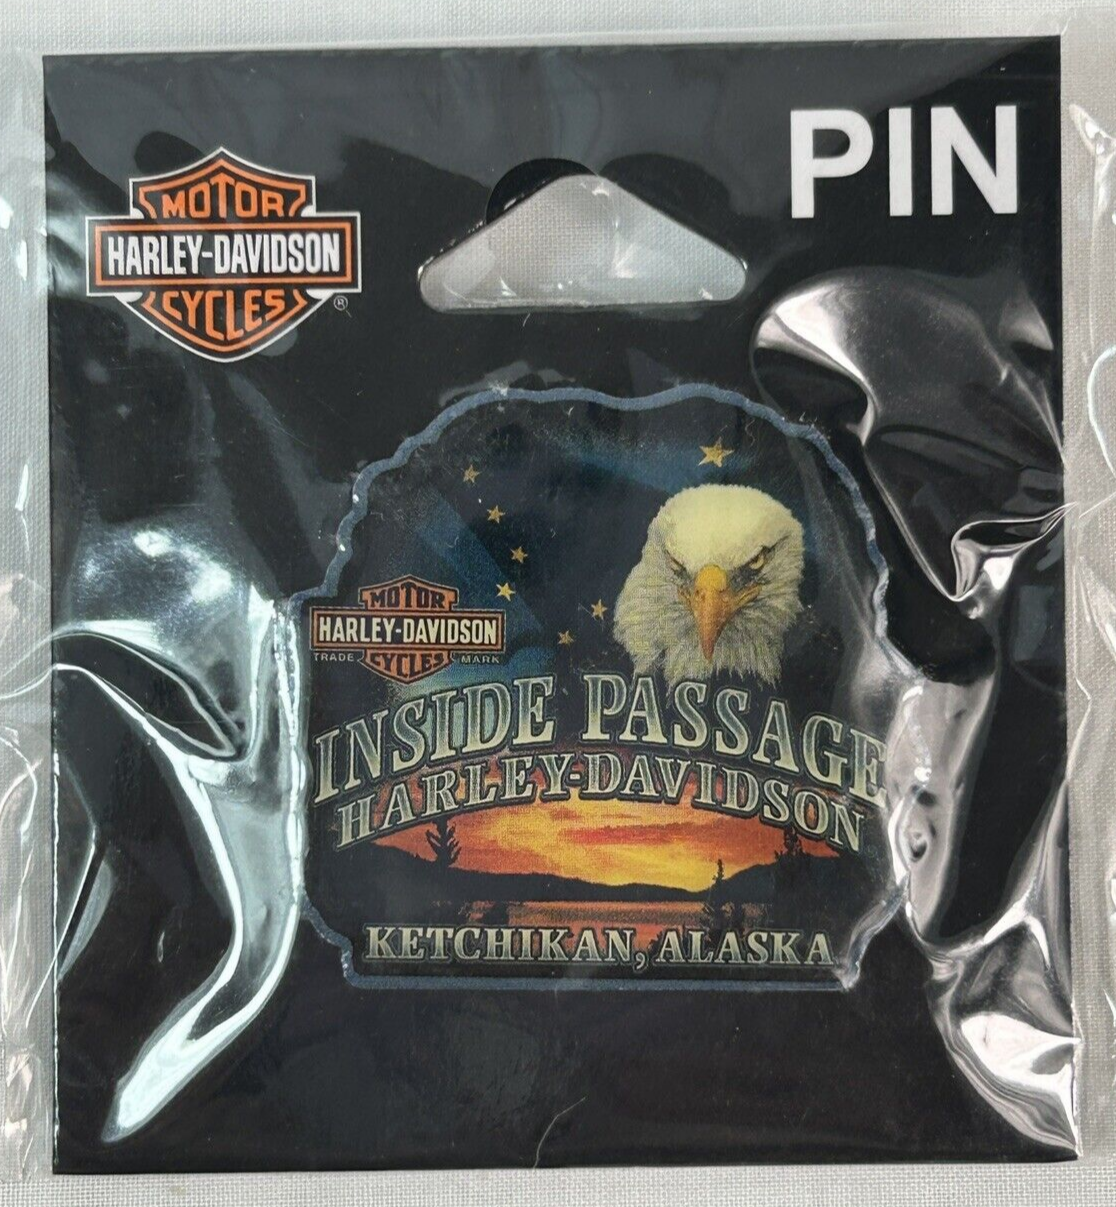 PIN
MOTOR
HARLEY-DAVIDSON
CYCLES
®
MOTOR
HARLEY-DAVIDSON
TRADE CYCLES MARK
INSIDE PASSAGE
HARLEY-DAVIDSON
KETCHIKAN, ALASKA